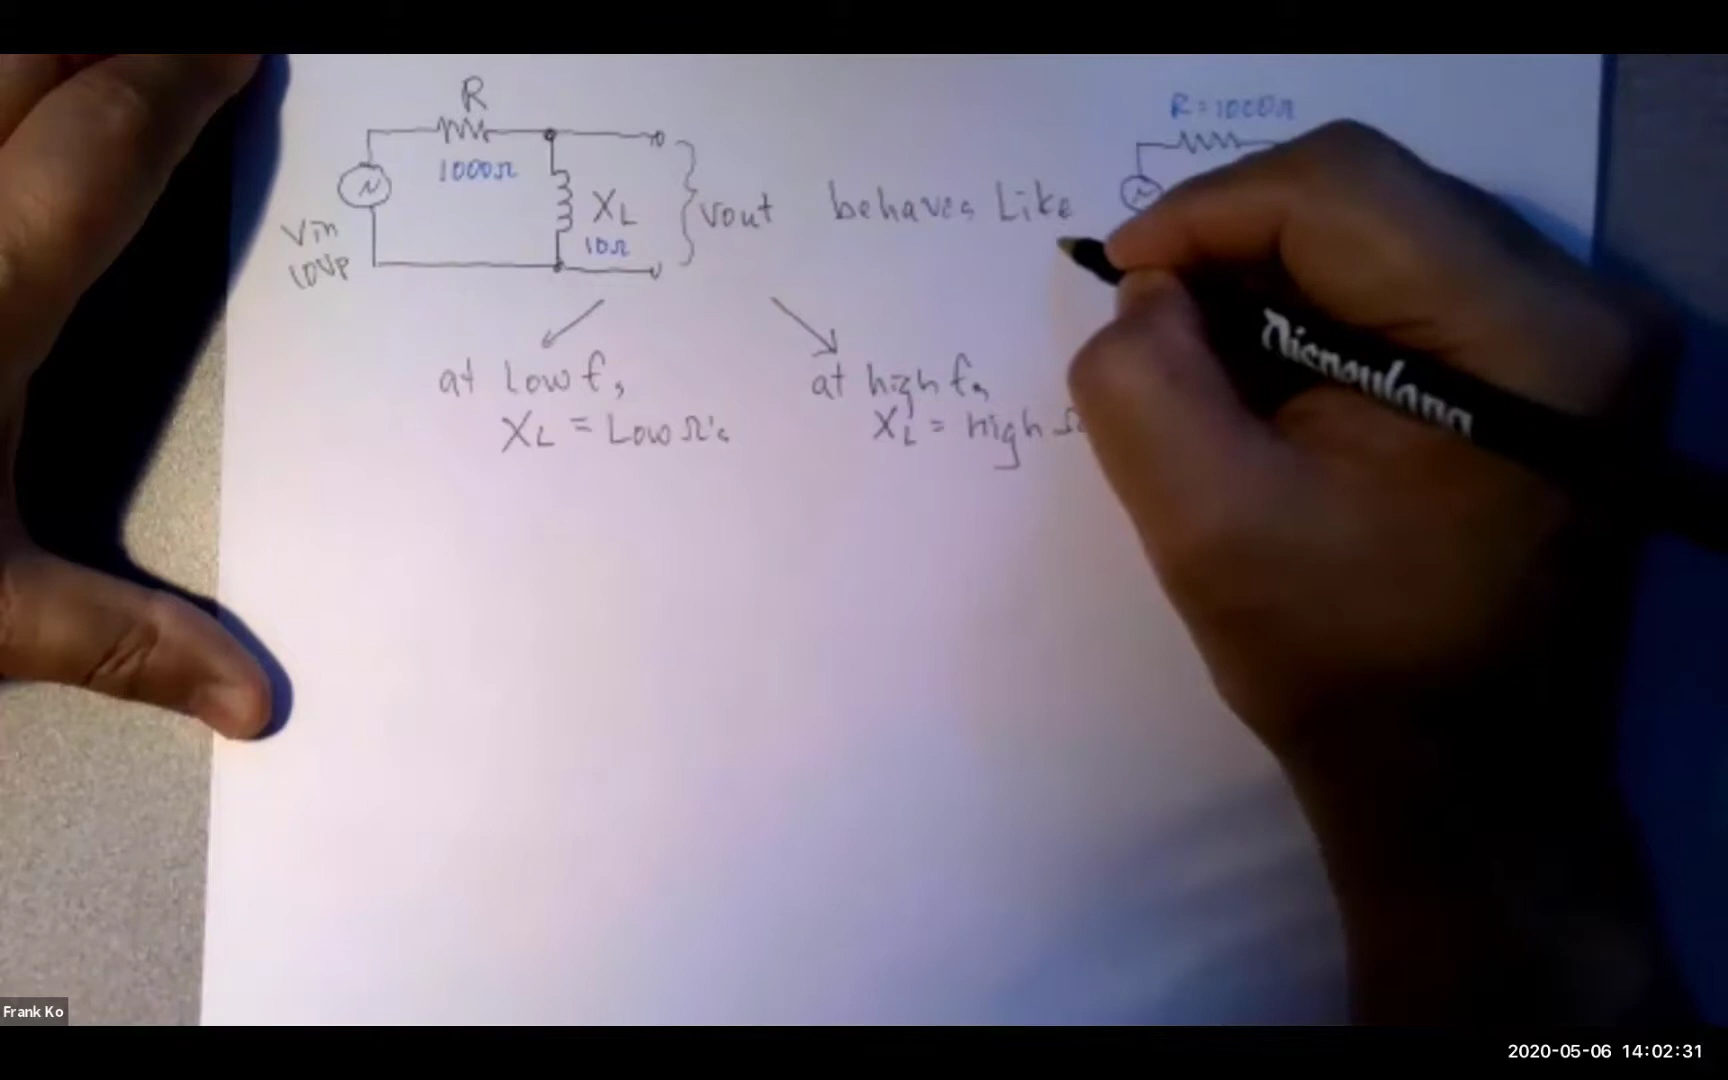 R
1000Ω
Vin
10Vp
XL
10Ω
Vout
behaves Like
R = 1000Ω
at Low f,
XL = Low Ω's
at high f,
XL = high Ω
Frank Ko
2020-05-06 14:02:31